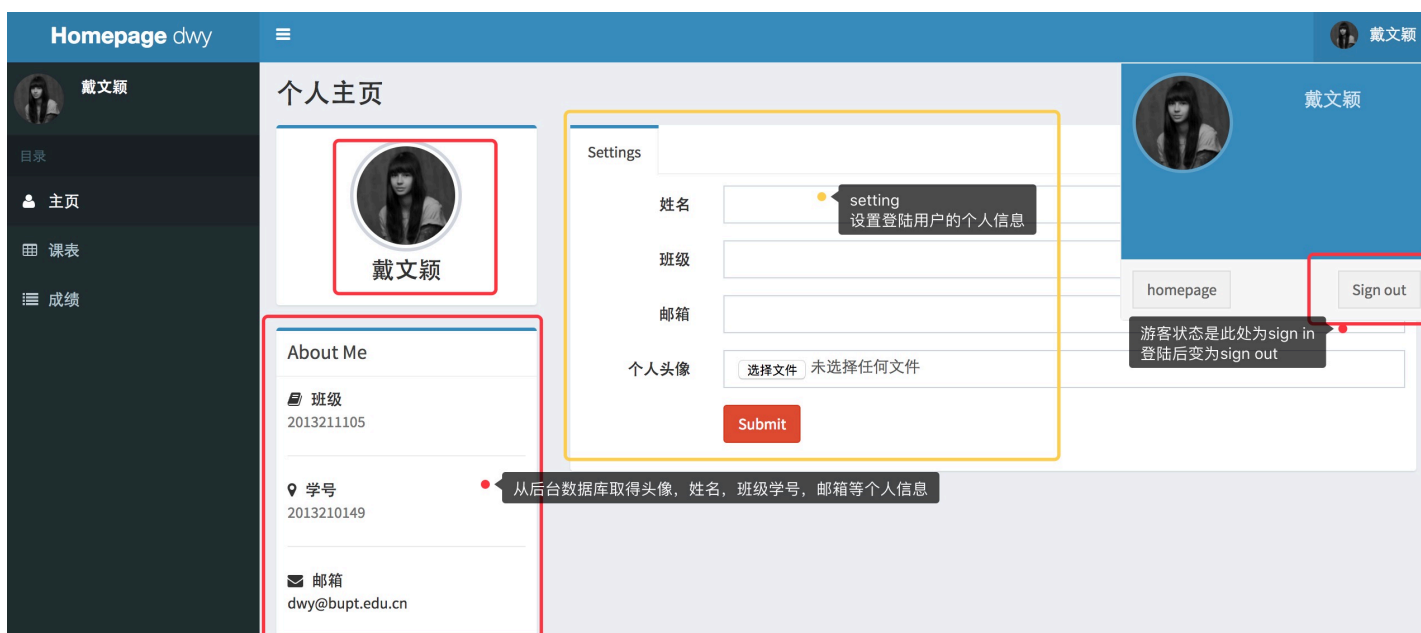 Homepage dwy
戴文颖
戴文颖
目录
主页
课表
成绩
个人主页
戴文颖
About Me
班级
2013211105
学号
2013210149
邮箱
dwy@bupt.edu.cn
从后台数据库取得头像，姓名，班级学号，邮箱等个人信息
Settings
姓名
setting
设置登陆用户的个人信息
班级
邮箱
个人头像
选择文件 未选择任何文件
Submit
戴文颖
homepage
Sign out
游客状态是此处为sign in
登陆后变为sign out